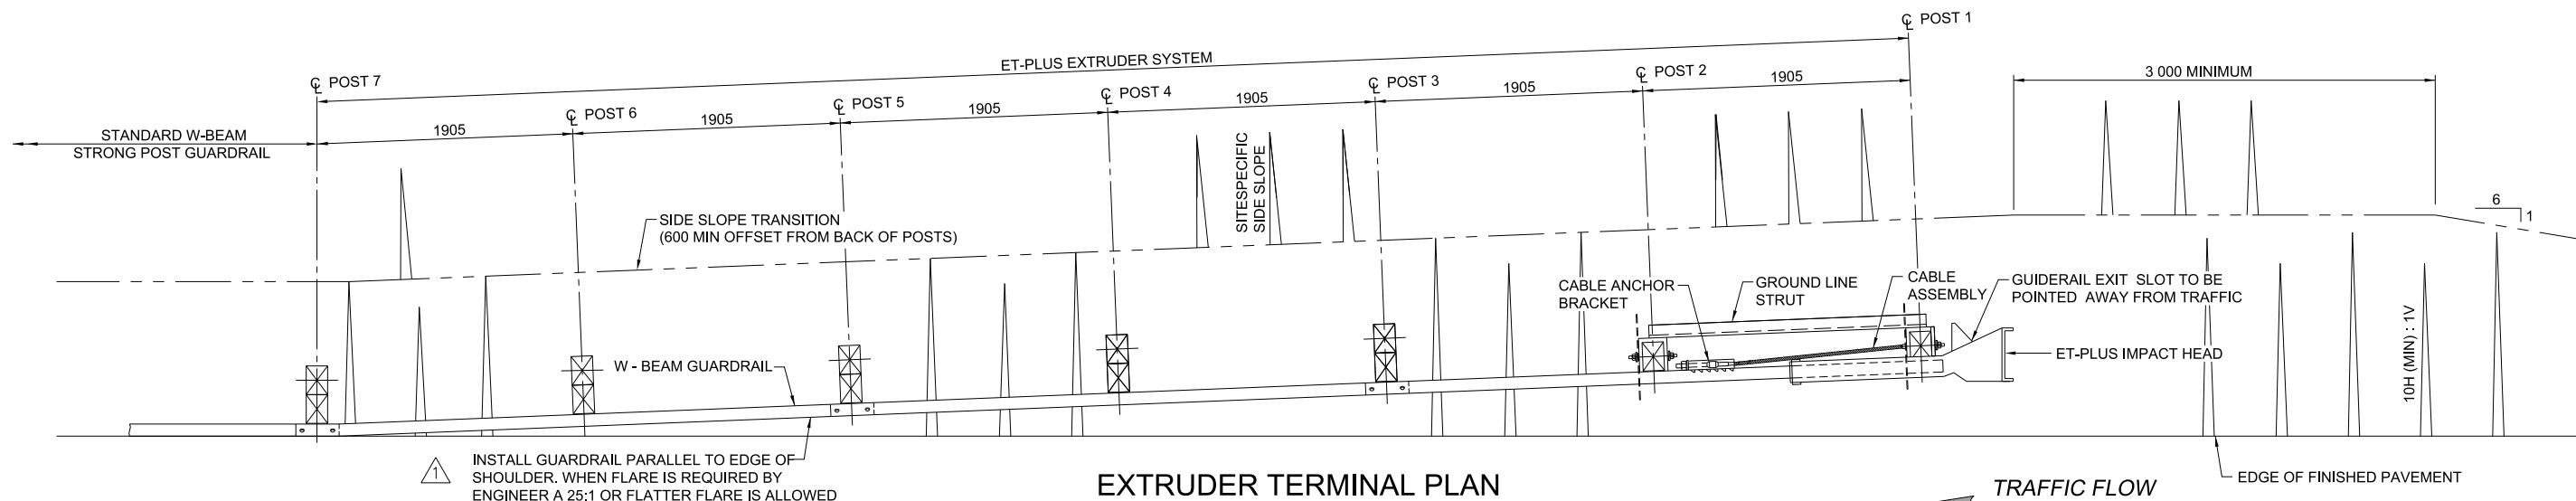 ℄ POST 1
ET-PLUS EXTRUDER SYSTEM
℄ POST 7
℄ POST 2
3 000 MINIMUM
℄ POST 3
1905
℄ POST 4
1905
℄ POST 5
1905
℄ POST 6
1905
1905
1905
STANDARD W-BEAM
STRONG POST GUARDRAIL
SITESPECIFIC
SIDE SLOPE
6
1
SIDE SLOPE TRANSITION
(600 MIN OFFSET FROM BACK OF POSTS)
CABLE ANCHOR
BRACKET
GROUND LINE
STRUT
CABLE
ASSEMBLY
GUIDERAIL EXIT SLOT TO BE
POINTED AWAY FROM TRAFFIC
W - BEAM GUARDRAIL
ET-PLUS IMPACT HEAD
10H (MIN) : 1V
1
INSTALL GUARDRAIL PARALLEL TO EDGE OF
SHOULDER. WHEN FLARE IS REQUIRED BY
ENGINEER A 25:1 OR FLATTER FLARE IS ALLOWED
EXTRUDER TERMINAL PLAN
TRAFFIC FLOW
EDGE OF FINISHED PAVEMENT